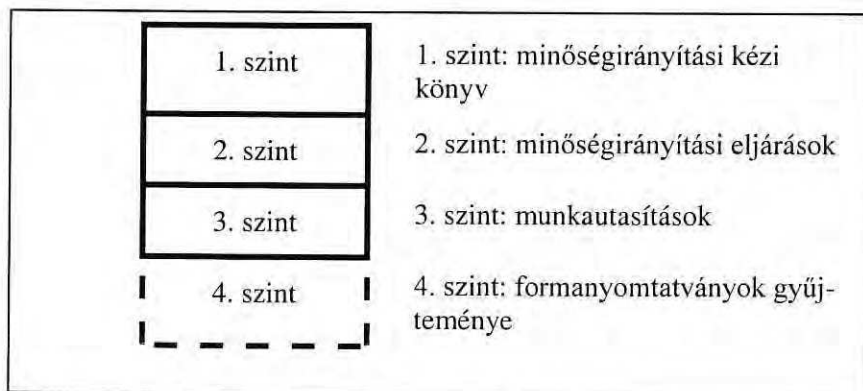 1. szint
1. szint: minőségirányítási kézi
könyv
2. szint
2. szint: minőségirányítási eljárások
3. szint
3. szint: munkautasítások
4. szint
4. szint: formanyomtatványok gyűj-
teménye